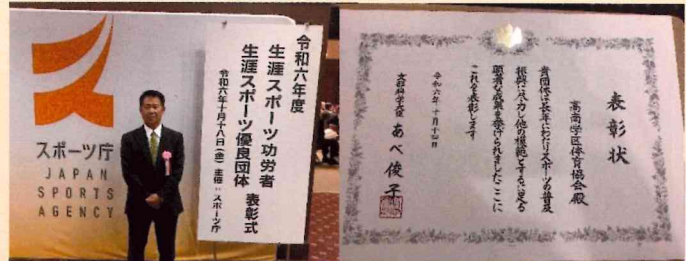 スポーツ庁
JAPAN
SPORTS
AGENCY
令和六年度
生涯スポーツ功労者
生涯スポーツ優良団体 表彰式
令和六年十月十八日(金) 主催:スポーツ庁
表彰状
高南学区体育協会殿
貴団体は長年にわたりスポーツの普及
振興に尽力し他の模範とするに足る
顕著な成果を挙げられましたここに
これを表彰します
令和六年十月十四日
文部科学大臣 あべ俊子